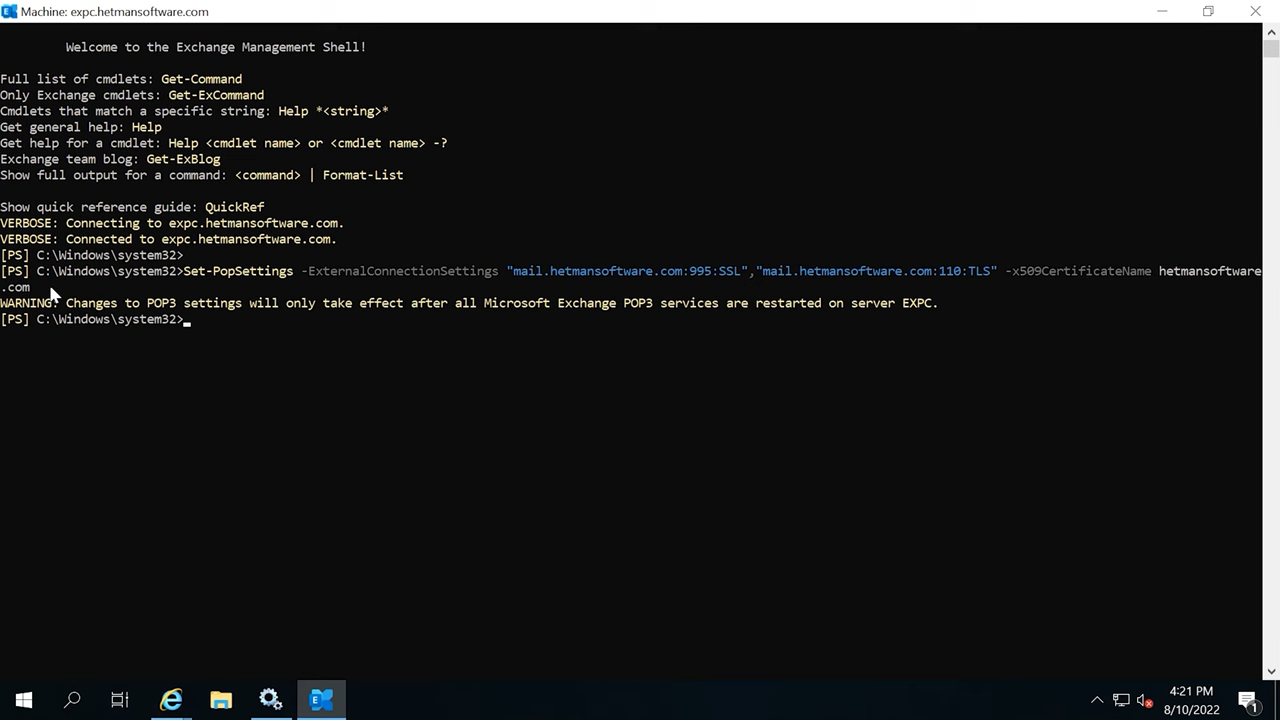 Machine: expc.hetmansoftware.com
Welcome to the Exchange Management Shell!
Full list of cmdlets: Get-Command
Only Exchange cmdlets: Get-ExCommand
Cmdlets that match a specific string: Help *<string>*
Get general help: Help
Get help for a cmdlet: Help <cmdlet name> or <cmdlet name> -?
Exchange team blog: Get-ExBlog
Show full output for a command: <command> | Format-List
Show quick reference guide: QuickRef
VERBOSE: Connecting to expc.hetmansoftware.com.
VERBOSE: Connected to expc.hetmansoftware.com.
[PS] C:\Windows\system32>
[PS] C:\Windows\system32>Set-PopSettings -ExternalConnectionSettings "mail.hetmansoftware.com:995:SSL","mail.hetmansoftware.com:110:TLS" -x509CertificateName hetmansoftware
.com
WARNING: Changes to POP3 settings will only take effect after all Microsoft Exchange POP3 services are restarted on server EXPC.
[PS] C:\Windows\system32>
4:21 PM
8/10/2022
1